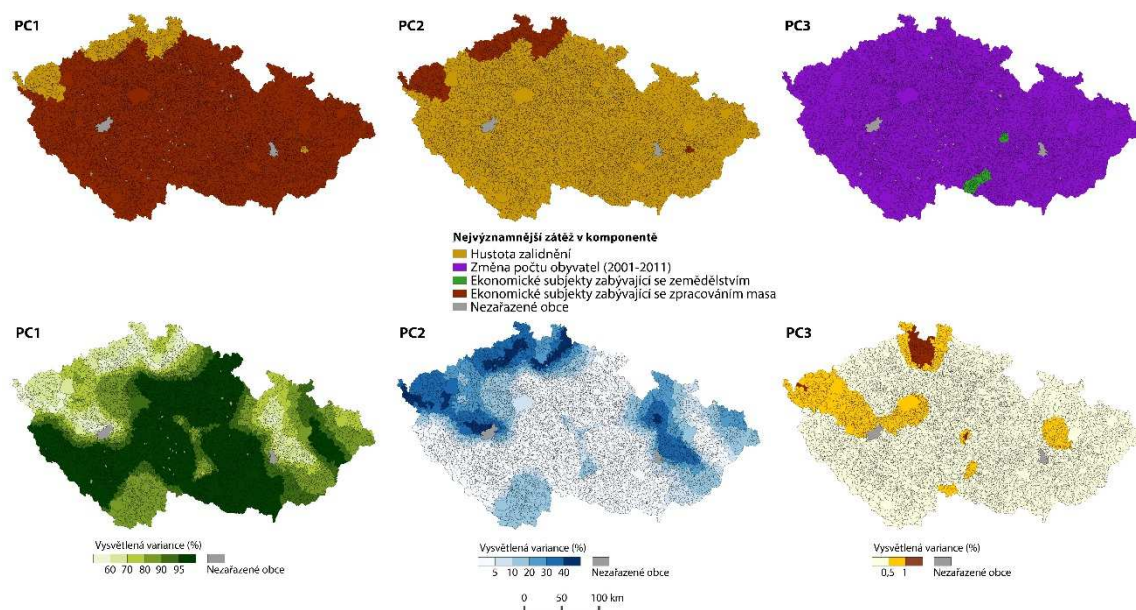 PC1
PC2
PC3
Nejvýznamnější zátěž v komponentě
Hustota zalidnění
Změna počtu obyvatel (2001-2011)
Ekonomické subjekty zabývající se zemědělstvím
Ekonomické subjekty zabývající se zpracováním masa
Nezařazené obce
PC1
PC2
PC3
Vysvětlená variance (%)
60 70 80 90 95
Nezařazené obce
Vysvětlená variance (%)
5 10 20 30 40
Nezařazené obce
Vysvětlená variance (%)
0,5 1
Nezařazené obce
0 50 100 km